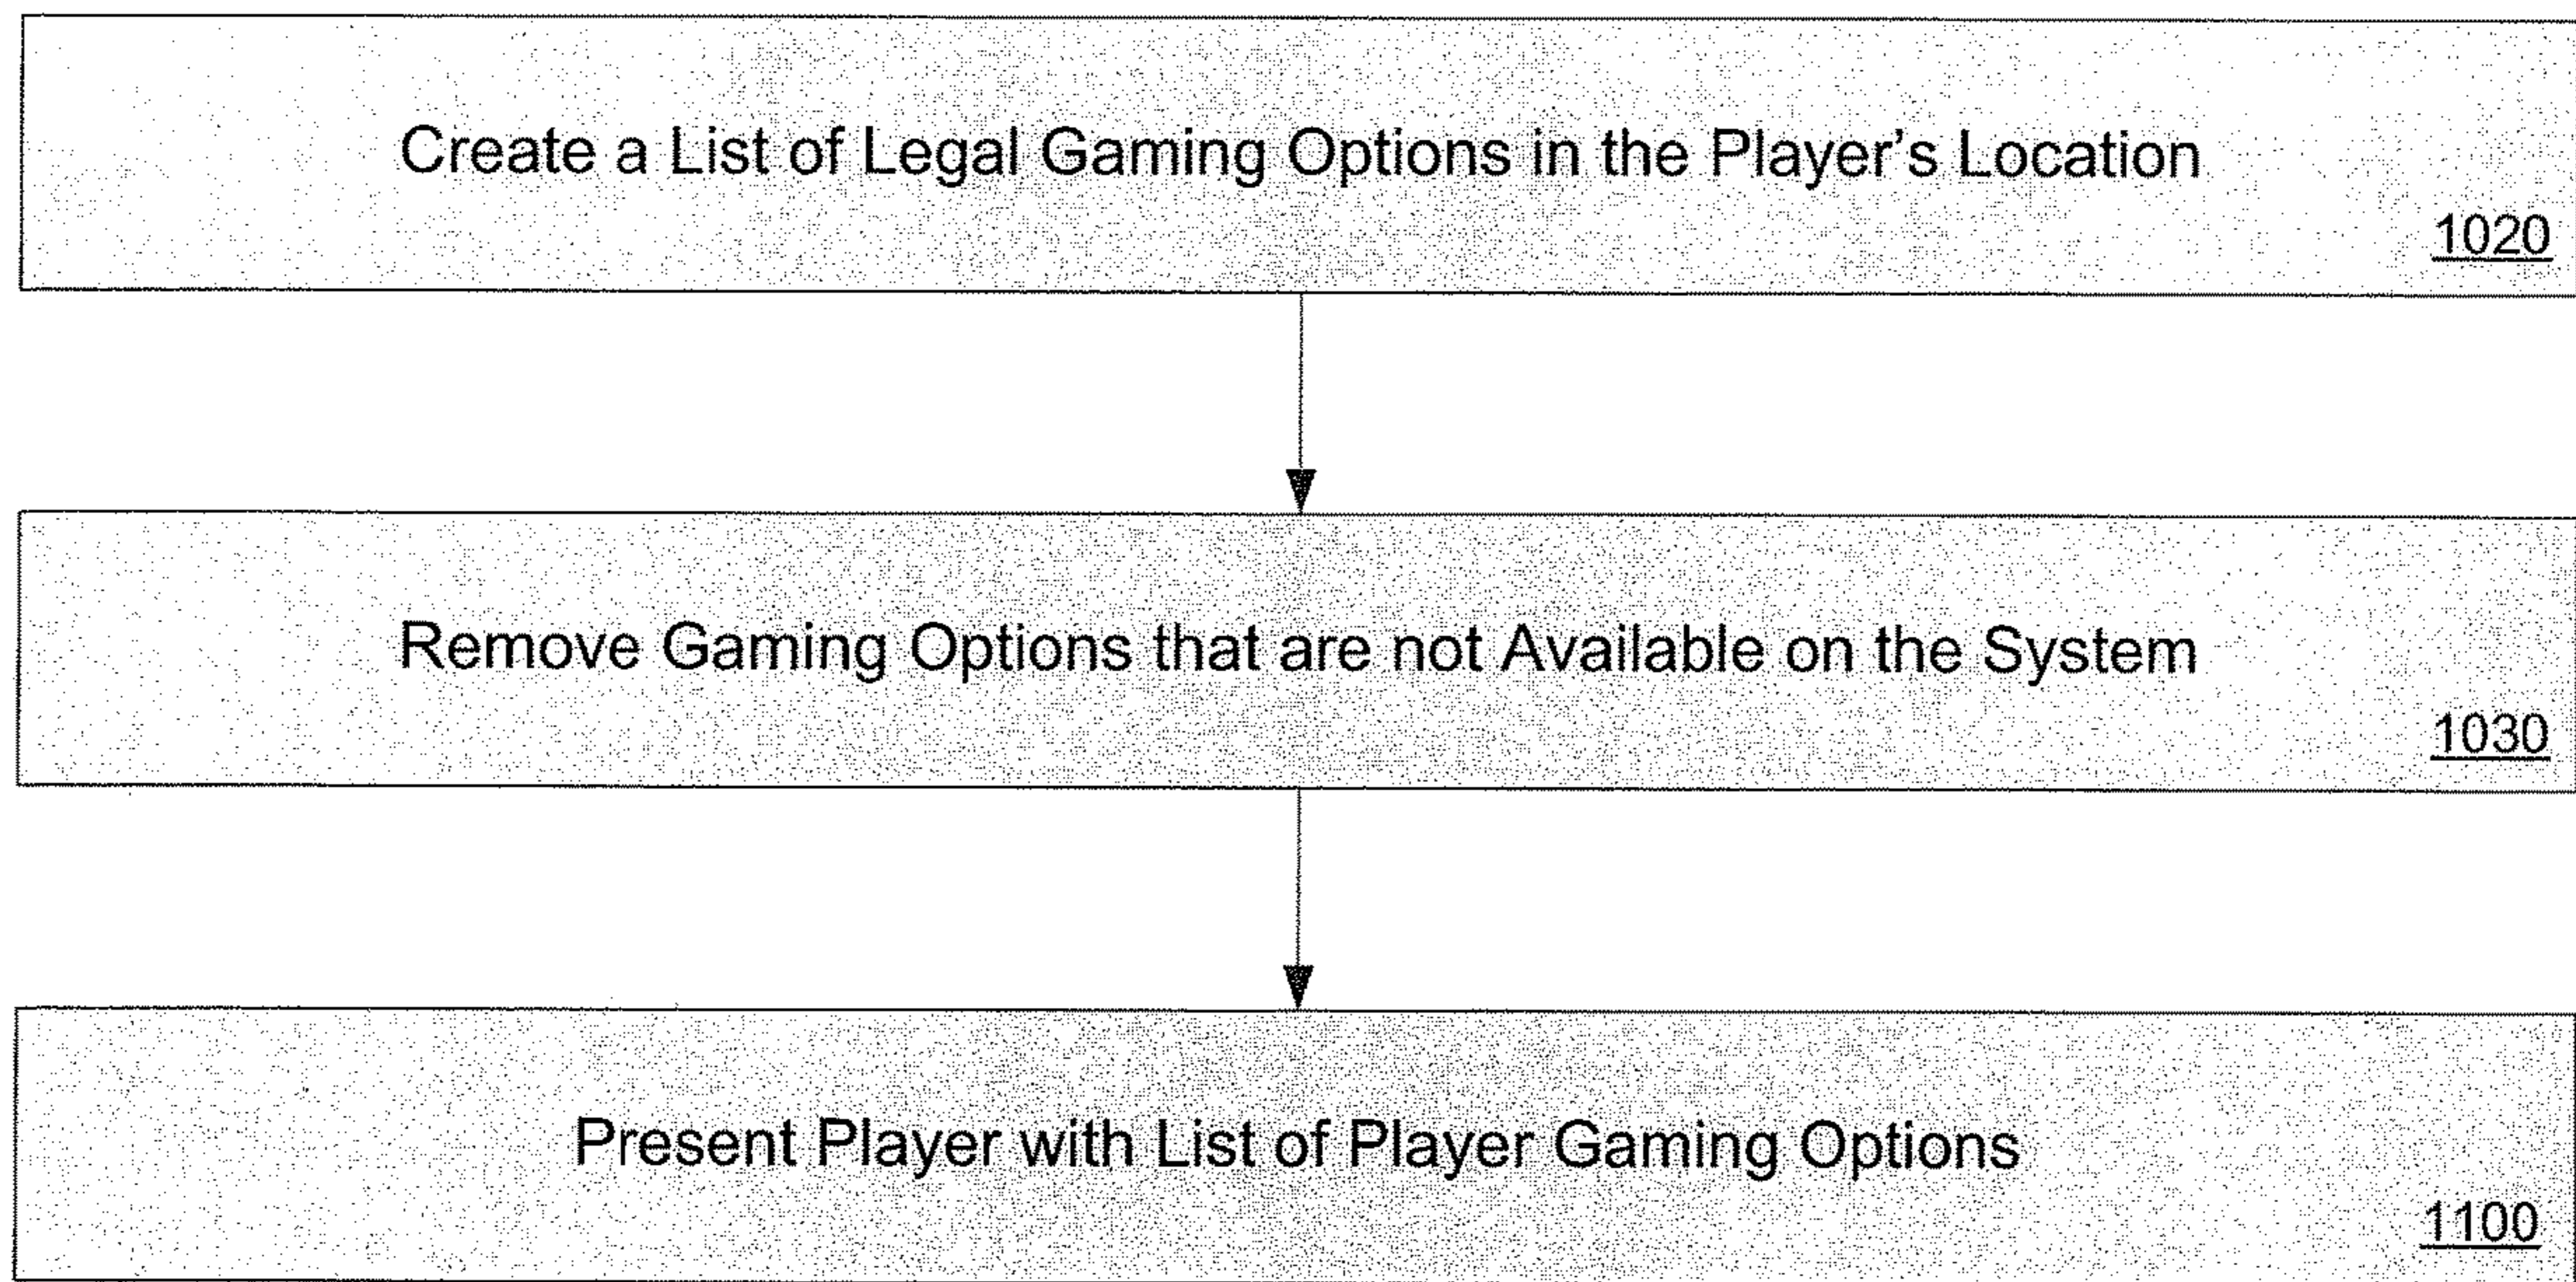 Create a List of Legal Gaming Options in the Player's Location
1020
Remove Gaming Options that are not Available on the System
1030
Present Player with List of Player Gaming Options
1100